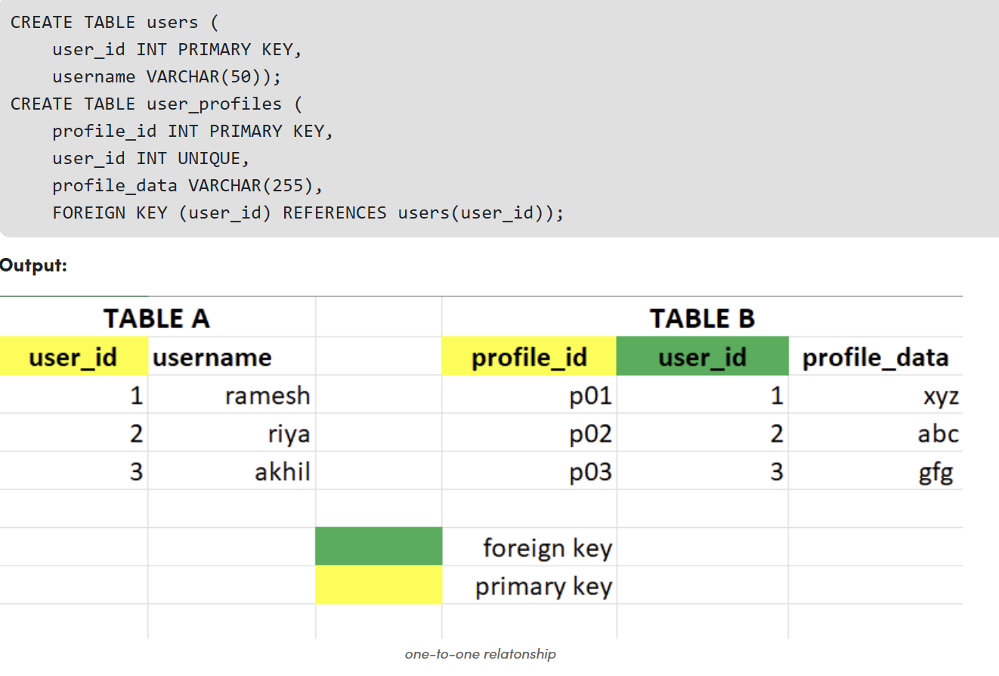 CREATE TABLE users (
    user_id INT PRIMARY KEY,
    username VARCHAR(50));
CREATE TABLE user_profiles (
    profile_id INT PRIMARY KEY,
    user_id INT UNIQUE,
    profile_data VARCHAR(255),
    FOREIGN KEY (user_id) REFERENCES users(user_id));
Output:
TABLE A TABLE B
user_id username profile_id user_id profile_data
1 ramesh p01 1 xyz
2 riya p02 2 abc
3 akhil p03 3 gfg
foreign key
primary key
one-to-one relatonship